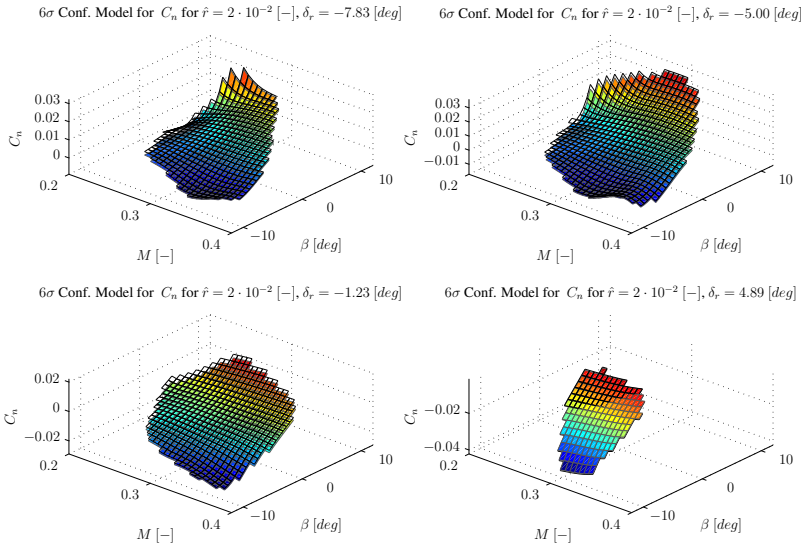 6σ Conf. Model for C_n for r̂ = 2 · 10⁻² [−], δ_r = −7.83 [deg]
0.03
0.02
0.01
0
C_n
0.2
0.3
0.4
M [−]
−10
0
10
β [deg]
6σ Conf. Model for C_n for r̂ = 2 · 10⁻² [−], δ_r = −5.00 [deg]
0.03
0.02
0.01
0
−0.01
C_n
0.2
0.3
0.4
M [−]
−10
0
10
β [deg]
6σ Conf. Model for C_n for r̂ = 2 · 10⁻² [−], δ_r = −1.23 [deg]
0.02
0
−0.02
C_n
0.2
0.3
0.4
M [−]
−10
0
10
β [deg]
6σ Conf. Model for C_n for r̂ = 2 · 10⁻² [−], δ_r = 4.89 [deg]
−0.02
−0.04
C_n
0.2
0.3
0.4
M [−]
−10
0
10
β [deg]